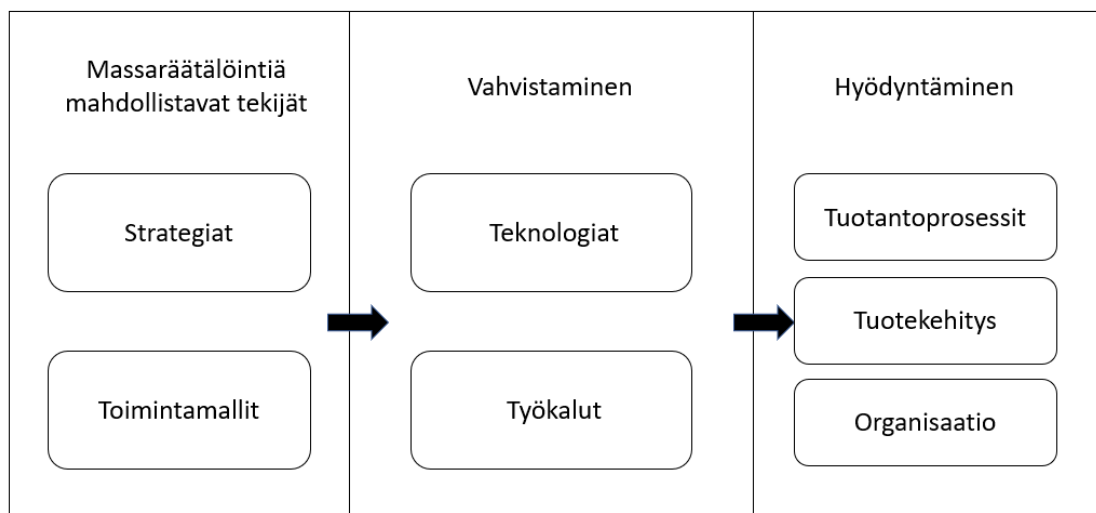 Massaräätälöintiä
mahdollistavat tekijät
Strategiat
Toimintamallit
Vahvistaminen
Teknologiat
Työkalut
Hyödyntäminen
Tuotantoprosessit
Tuotekehitys
Organisaatio